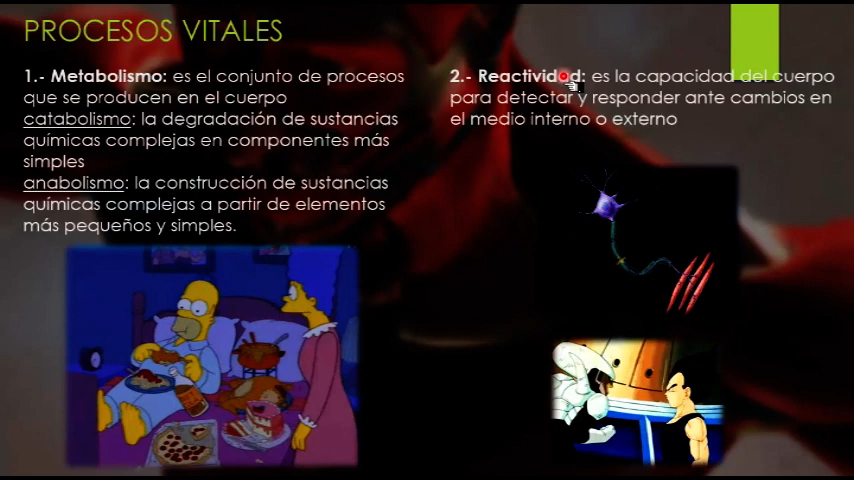 PROCESOS VITALES
1.- Metabolismo: es el conjunto de procesos
que se producen en el cuerpo
catabolismo: la degradación de sustancias
químicas complejas en componentes más
simples
anabolismo: la construcción de sustancias
químicas complejas a partir de elementos
más pequeños y simples.
2.- Reactividad: es la capacidad del cuerpo
para detectar y responder ante cambios en
el medio interno o externo